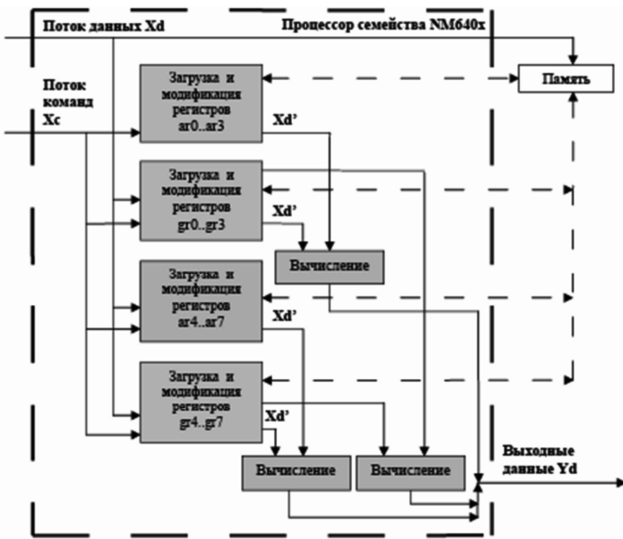 Поток данных Xd
Процессор семейства NM640x
Поток
команд
Xc
Загрузка и
модификация
регистров
ar0..ar3
Память
Xd’
Загрузка и
модификация
регистров
gr0..gr3
Xd’
Вычисление
Загрузка и
модификация
регистров
ar4..ar7
Xd’
Загрузка и
модификация
регистров
gr4..gr7
Xd’
Вычисление
Вычисление
Выходные
данные Yd